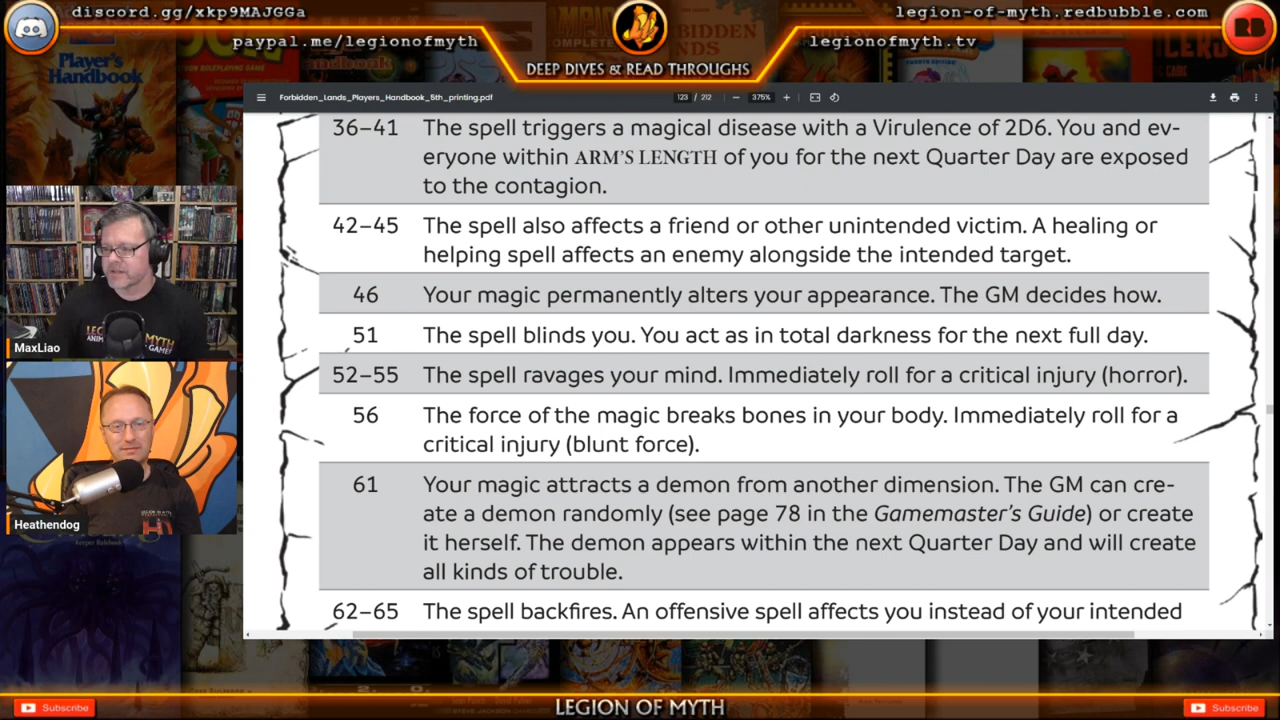 discord.gg/xkp9MAJGGa
paypal.me/legionofmyth
DEEP DIVES & READ THROUGHS
legion-of-myth.redbubble.com
legionofmyth.tv
RB
Player's
Handbook
Forbidden_Lands_Players_Handbook_5th_printing.pdf
123 / 212
375%
36–41 The spell triggers a magical disease with a Virulence of 2D6. You and ev-
eryone within ARM'S LENGTH of you for the next Quarter Day are exposed
to the contagion.
42–45 The spell also affects a friend or other unintended victim. A healing or
helping spell affects an enemy alongside the intended target.
46 Your magic permanently alters your appearance. The GM decides how.
51 The spell blinds you. You act as in total darkness for the next full day.
52–55 The spell ravages your mind. Immediately roll for a critical injury (horror).
56 The force of the magic breaks bones in your body. Immediately roll for a
critical injury (blunt force).
61 Your magic attracts a demon from another dimension. The GM can cre-
ate a demon randomly (see page 78 in the Gamemaster's Guide) or create
it herself. The demon appears within the next Quarter Day and will create
all kinds of trouble.
62–65 The spell backfires. An offensive spell affects you instead of your intended
MaxLiao
Heathendog
Subscribe
LEGION OF MYTH
Subscribe